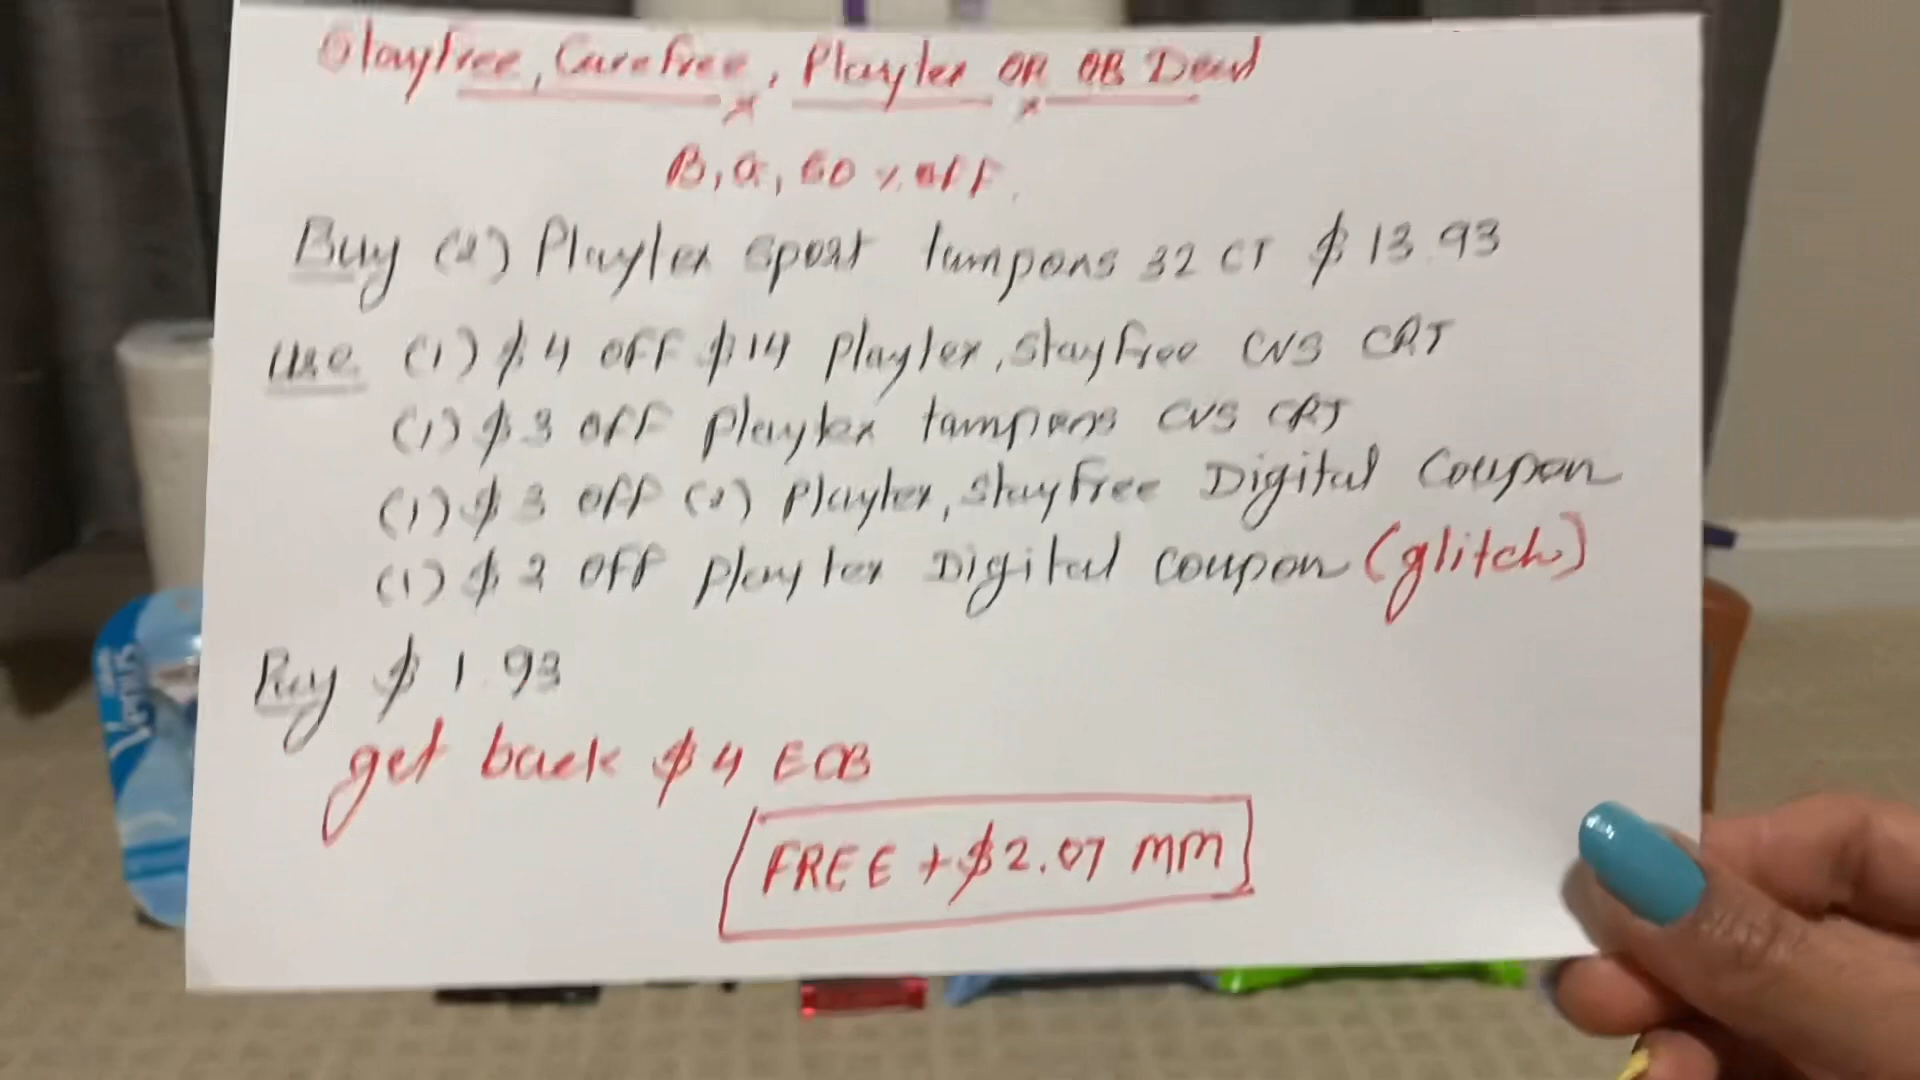 Stayfree, Carefree, Playtex OR OB Deal
B, G, 50 % off.
Buy (2) Playtex sport tampons 32 CT $13.93
Use (1) $4 off $14 Playtex, Stayfree CVS CRT
(1) $3 off Playtex tampons CVS CRT
(1) $3 off (2) Playtex, Stayfree Digital Coupon
(1) $2 off Playtex Digital coupon (glitch)
Pay $1.93
get back $4 ECB
FREE + $2.07 MM
Venus